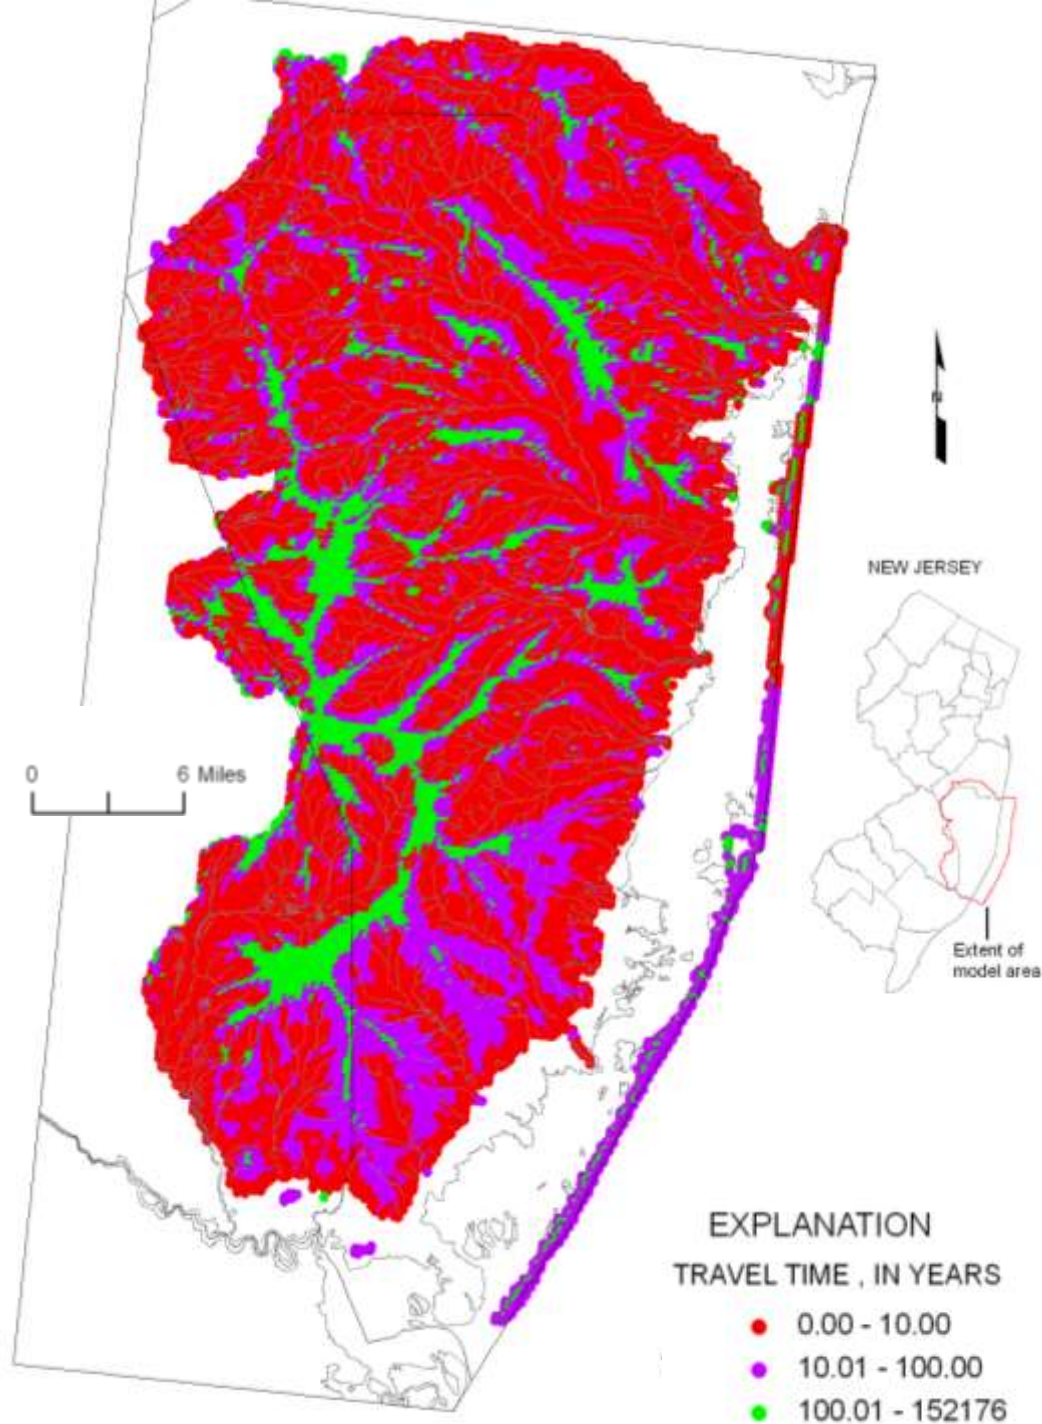 N
NEW JERSEY
0 6 Miles
Extent of
model area
EXPLANATION
TRAVEL TIME , IN YEARS
0.00 - 10.00
10.01 - 100.00
100.01 - 152176